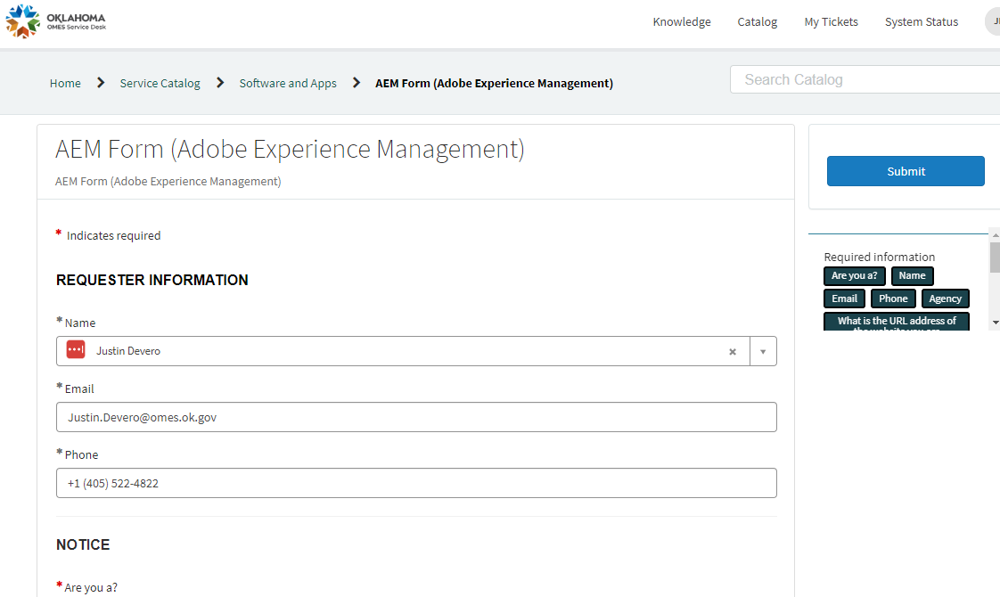 OKLAHOMA
OMES Service Desk
Knowledge Catalog My Tickets System Status
Home Service Catalog Software and Apps AEM Form (Adobe Experience Management)
Search Catalog
AEM Form (Adobe Experience Management)
AEM Form (Adobe Experience Management)
* Indicates required
REQUESTER INFORMATION
* Name
Justin Devero
* Email
Justin.Devero@omes.ok.gov
* Phone
+1 (405) 522-4822
NOTICE
* Are you a?
Submit
Required information
Are you a? Name
Email Phone Agency
What is the URL address of